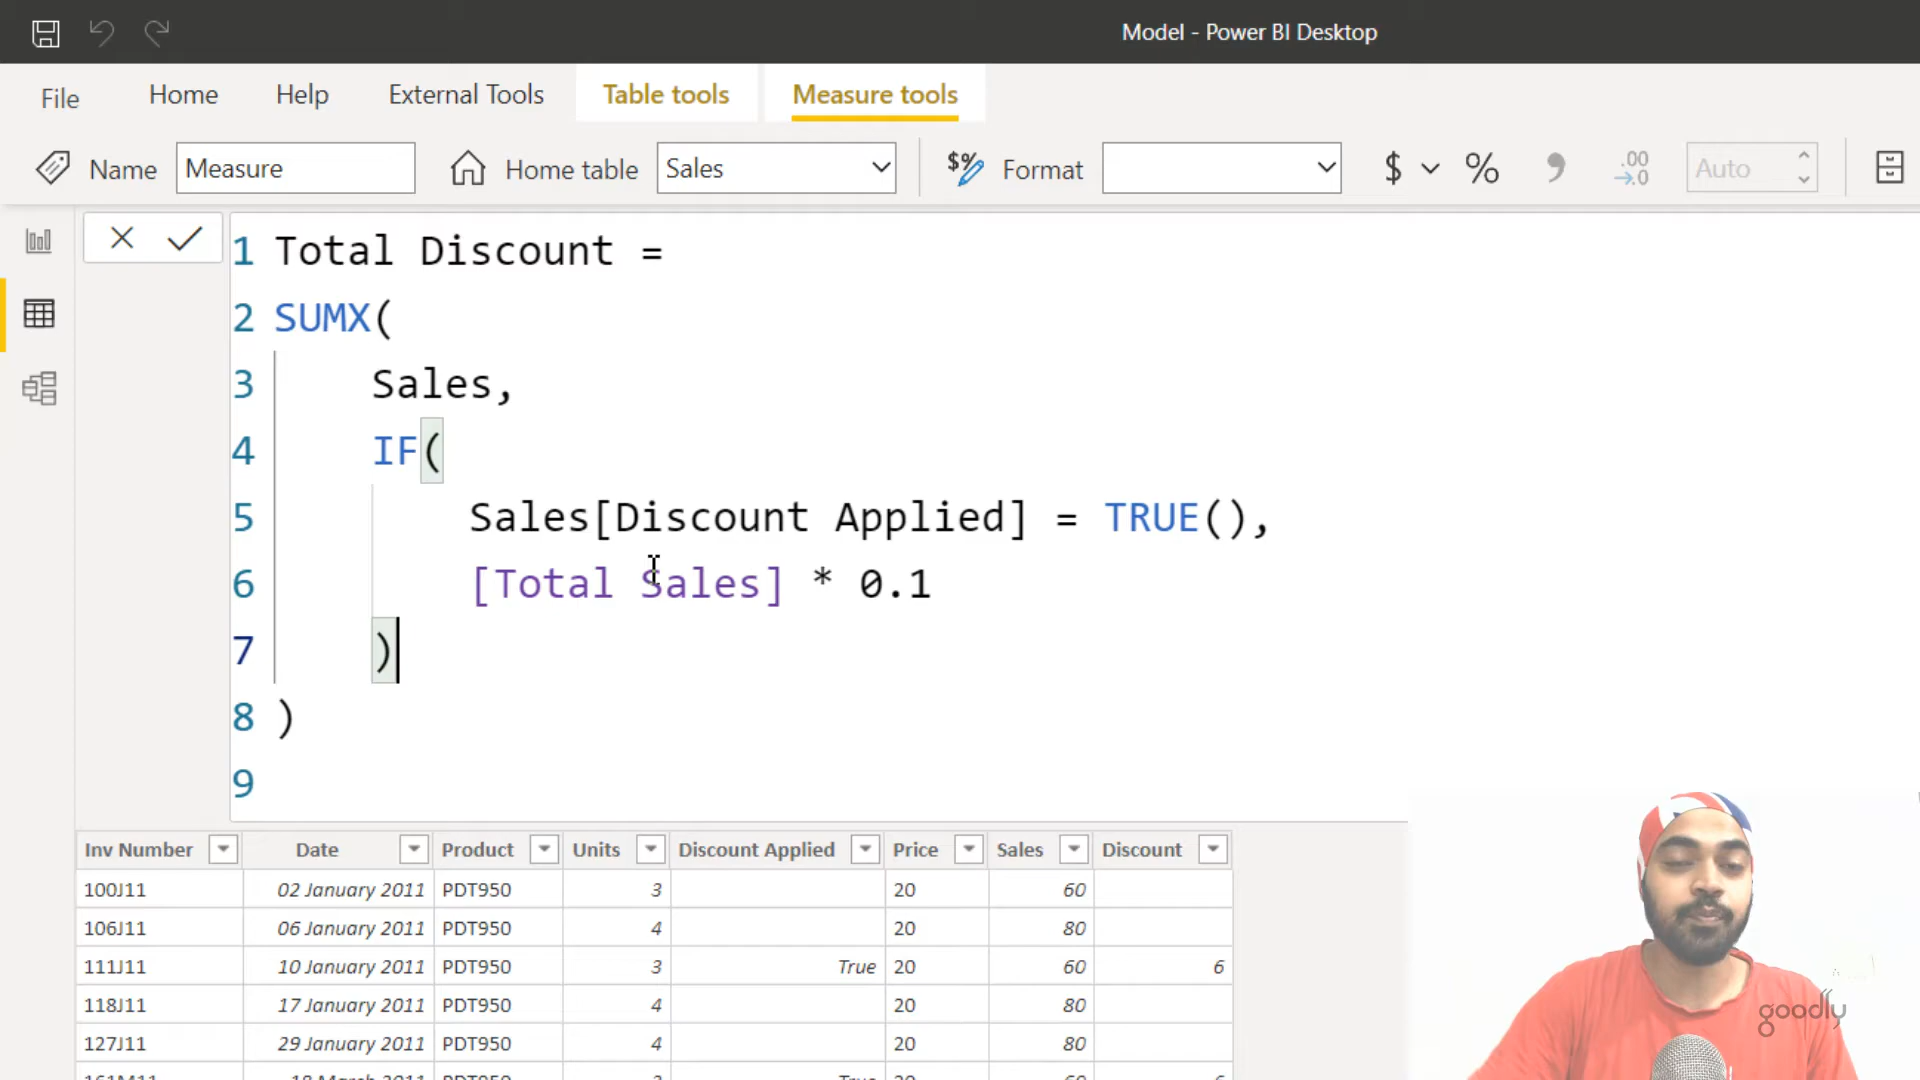 Model - Power BI Desktop
File Home Help External Tools Table tools Measure tools
Name Measure Home table Sales Format $ % Auto
1 Total Discount =
2 SUMX(
3 Sales,
4 IF(
5 Sales[Discount Applied] = TRUE(),
6 [Total Sales] * 0.1
7 )
8 )
9
Inv Number Date Product Units Discount Applied Price Sales Discount
100J11 02 January 2011 PDT950 3 20 60
106J11 06 January 2011 PDT950 4 20 80
111J11 10 January 2011 PDT950 3 True 20 60 6
118J11 17 January 2011 PDT950 4 20 80
127J11 29 January 2011 PDT950 4 20 80
goodly